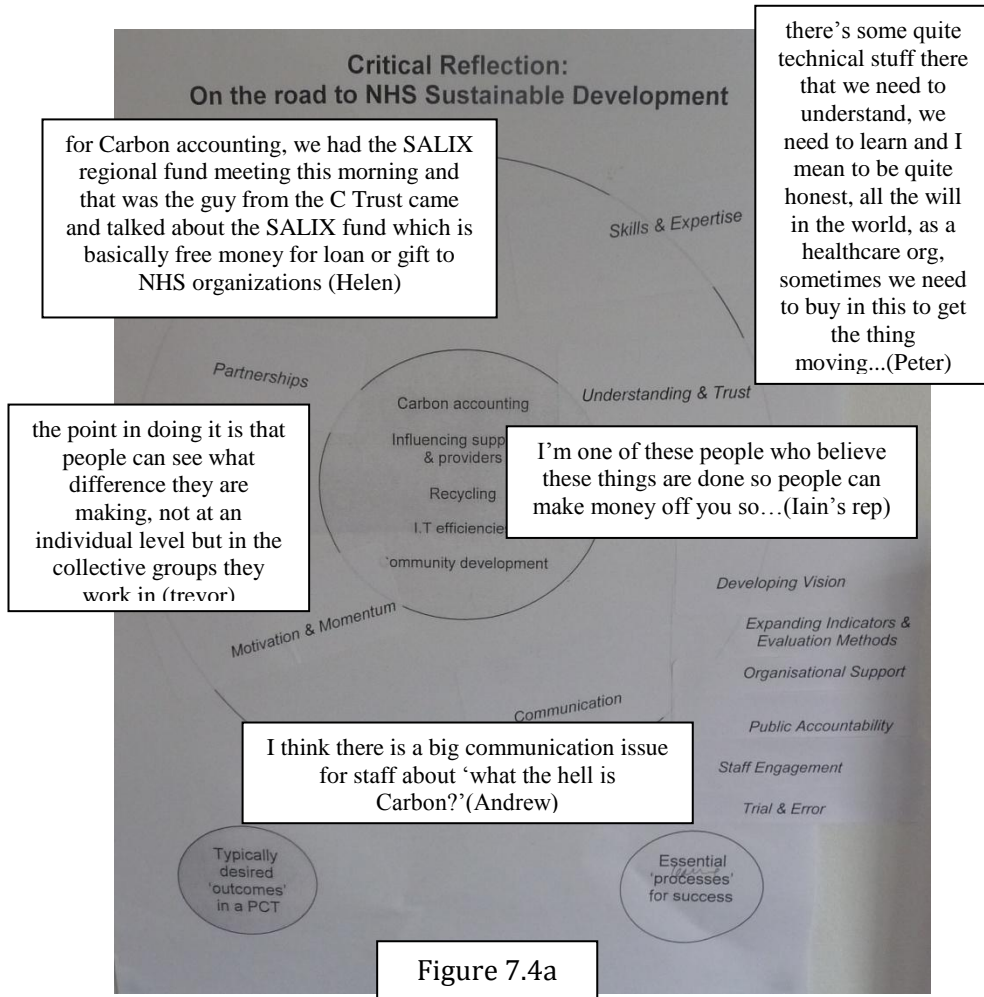 Critical Reflection:
On the road to NHS Sustainable Development
there's some quite
technical stuff there
that we need to
understand, we
need to learn and I
mean to be quite
honest, all the will
in the world, as a
healthcare org,
sometimes we need
to buy in this to get
the thing
moving...(Peter)
for Carbon accounting, we had the SALIX
regional fund meeting this morning and
that was the guy from the C Trust came
and talked about the SALIX fund which is
basically free money for loan or gift to
NHS organizations (Helen)
Skills & Expertise
Partnerships
Understanding & Trust
Carbon accounting
Influencing supp
& providers
Recycling
I.T efficiencie
ommunity development
the point in doing it is that
people can see what
difference they are
making, not at an
individual level but in the
collective groups they
work in (trevor)
I'm one of these people who believe
these things are done so people can
make money off you so…(Iain's rep)
Motivation & Momentum
Communication
Developing Vision
Expanding Indicators &
Evaluation Methods
Organisational Support
Public Accountability
Staff Engagement
Trial & Error
I think there is a big communication issue
for staff about 'what the hell is
Carbon?'(Andrew)
Typically
desired
'outcomes'
in a PCT
Essential
'processes'
for success
Figure 7.4a